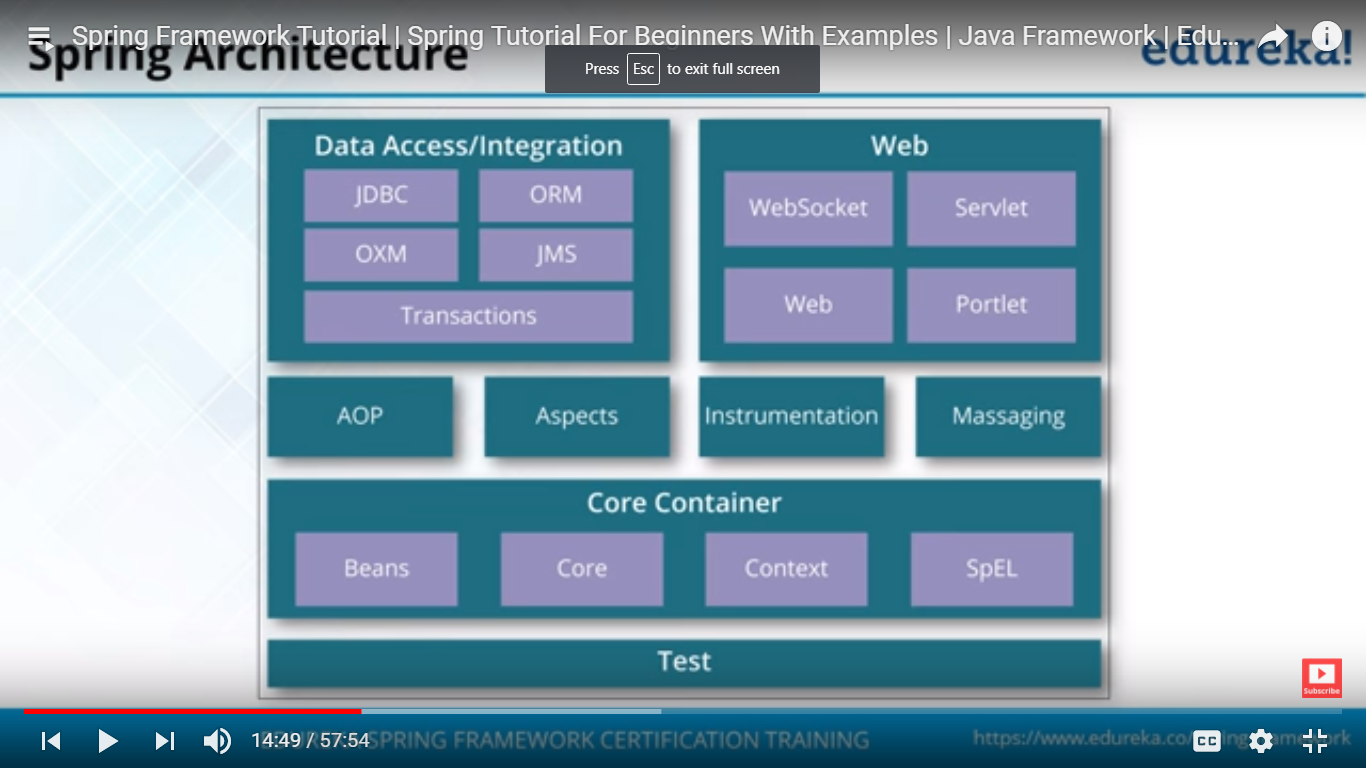 Spring Framework Tutorial | Spring Tutorial For Beginners With Examples | Java Framework | Edu...
Spring Architecture
edureka!
Press Esc to exit full screen
Data Access/Integration
JDBC
ORM
OXM
JMS
Transactions
Web
WebSocket
Servlet
Web
Portlet
AOP
Aspects
Instrumentation
Massaging
Core Container
Beans
Core
Context
SpEL
Test
Subscribe
14:49 / 57:54
SPRING FRAMEWORK CERTIFICATION TRAINING
https://www.edureka.co/
CC